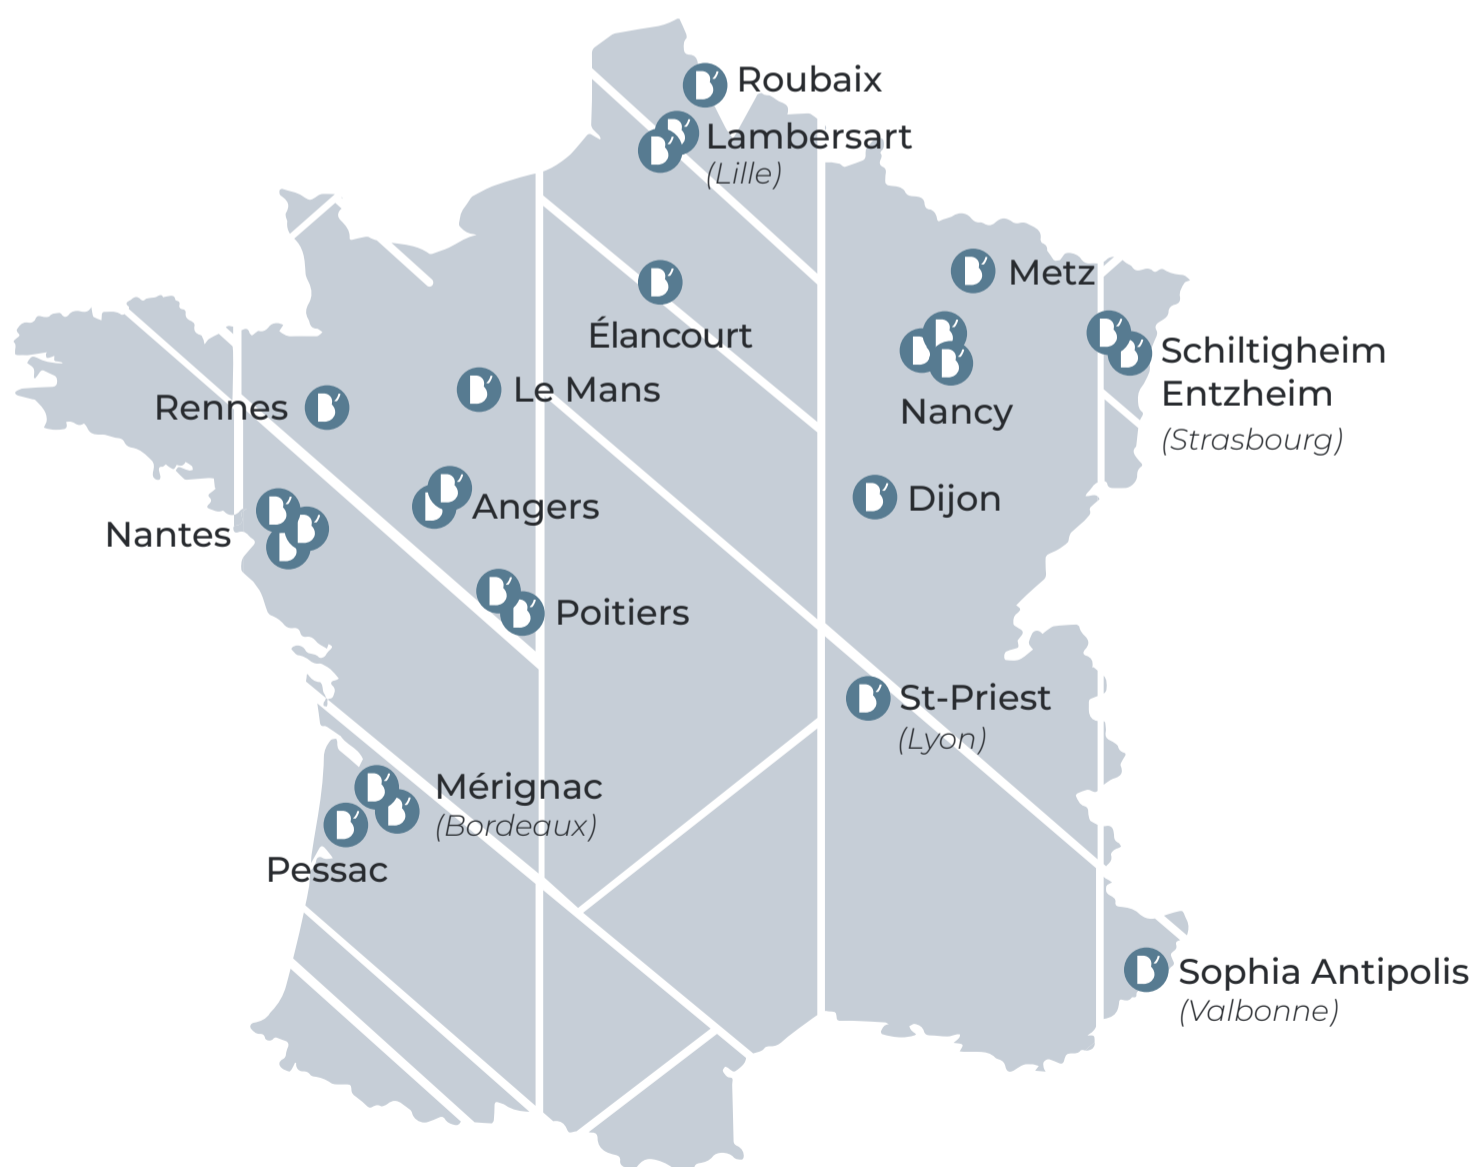 Roubaix
Lambersart
(Lille)
Metz
Élancourt
Schiltigheim
Entzheim
(Strasbourg)
Le Mans
Rennes
Nancy
Dijon
Angers
Nantes
Poitiers
St-Priest
(Lyon)
Mérignac
(Bordeaux)
Pessac
Sophia Antipolis
(Valbonne)